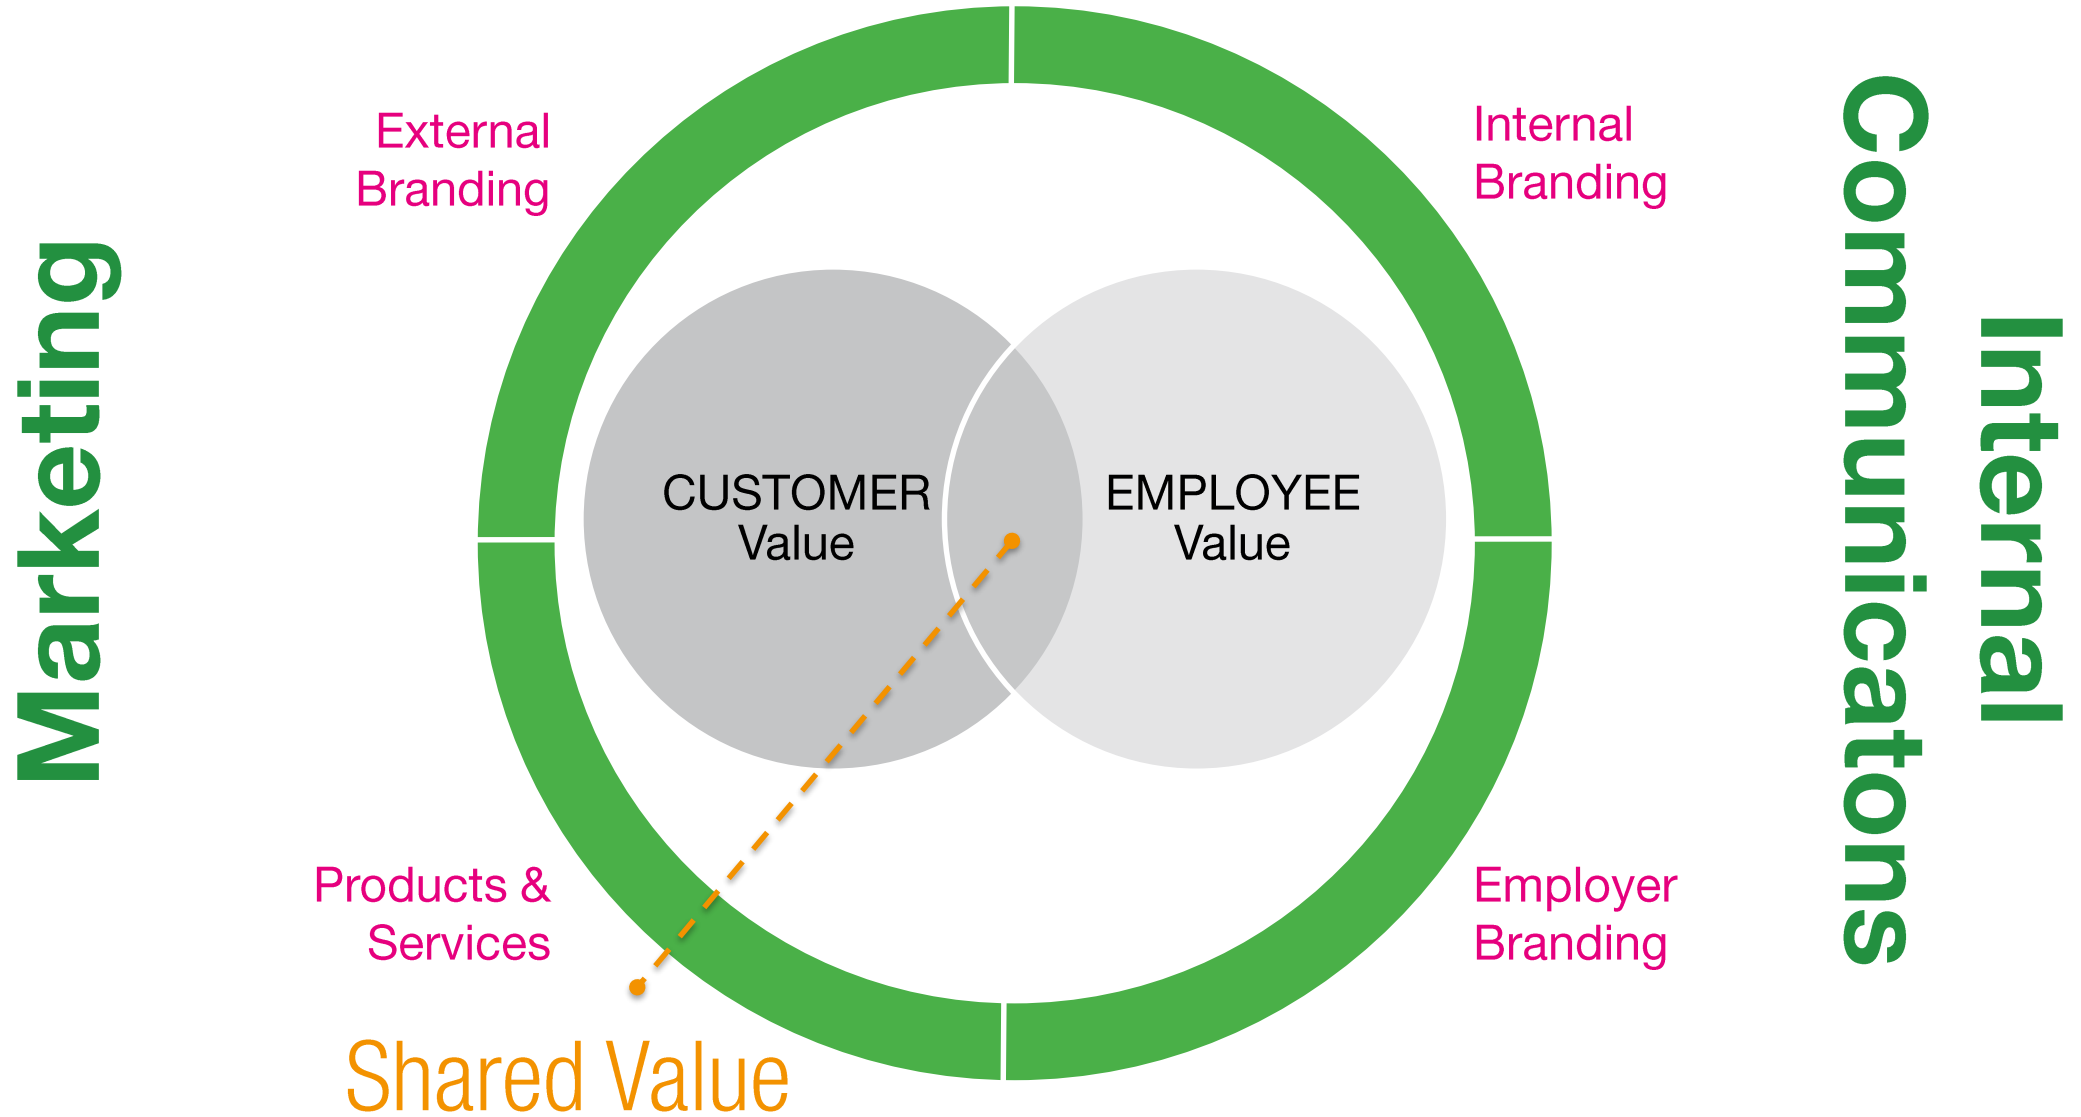 Marketing
External
Branding
Internal
Branding
Internal
Communicatons
CUSTOMER
Value
EMPLOYEE
Value
Products &
Services
Employer
Branding
Shared Value